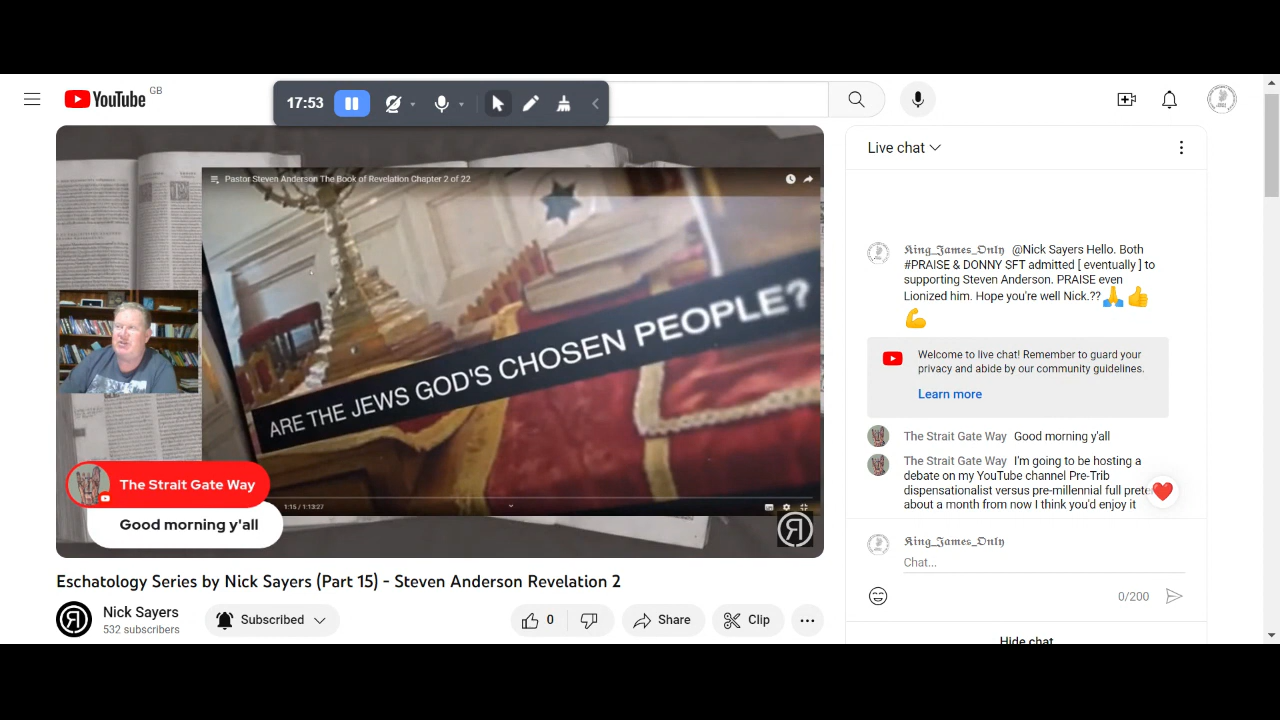 YouTube GB
17:53
Pastor Steven Anderson The Book of Revelation Chapter 2 of 22
ARE THE JEWS GOD'S CHOSEN PEOPLE?
The Strait Gate Way
Good morning y'all
1:15 / 1:13:27
Eschatology Series by Nick Sayers (Part 15) - Steven Anderson Revelation 2
Nick Sayers
532 subscribers
Subscribed
0
Share
Clip
Live chat
𝔎𝔦𝔫𝔤_𝔍𝔞𝔪𝔢𝔰_𝔒𝔫𝔩𝔶 @Nick Sayers Hello. Both
#PRAISE & DONNY SFT admitted [ eventually ] to
supporting Steven Anderson. PRAISE even
Lionized him. Hope you're well Nick.??🙏👍
💪
Welcome to live chat! Remember to guard your
privacy and abide by our community guidelines.
Learn more
The Strait Gate Way Good morning y'all
The Strait Gate Way I'm going to be hosting a
debate on my YouTube channel Pre-Trib
dispensationalist versus pre-millennial full prete
about a month from now I think you'd enjoy it
𝔎𝔦𝔫𝔤_𝔍𝔞𝔪𝔢𝔰_𝔒𝔫𝔩𝔶
Chat...
0/200
Hide chat